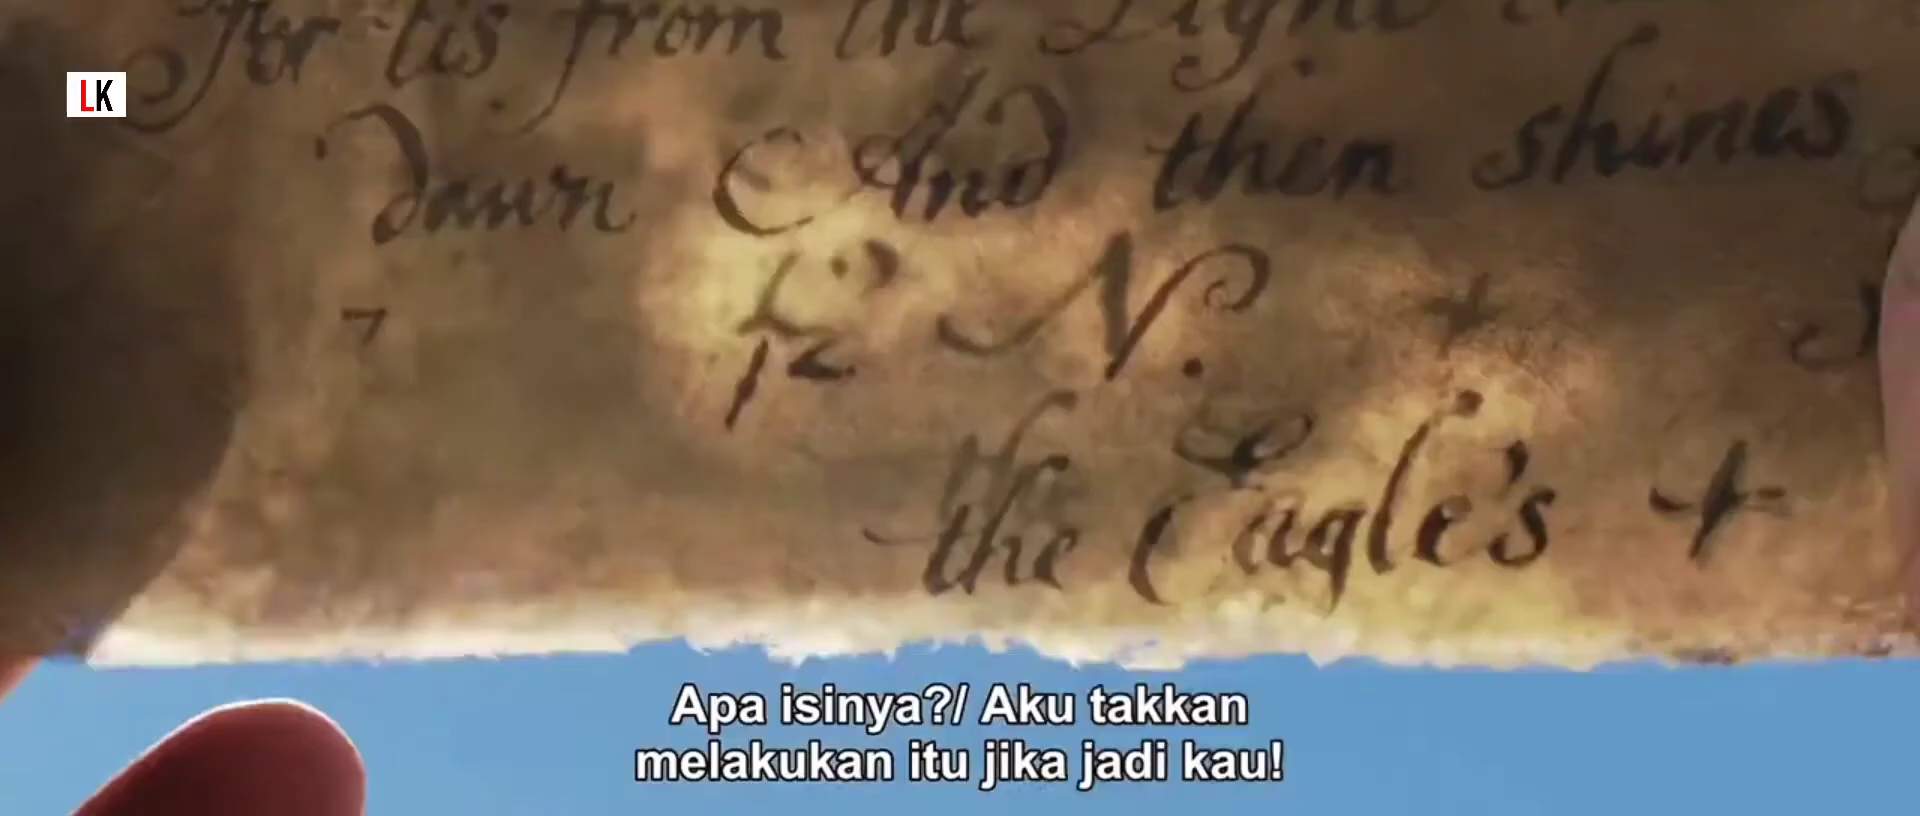 LK
For tis from the Light
dawn And then shines
N.
the Eagle's +
Apa isinya?/ Aku takkan
melakukan itu jika jadi kau!